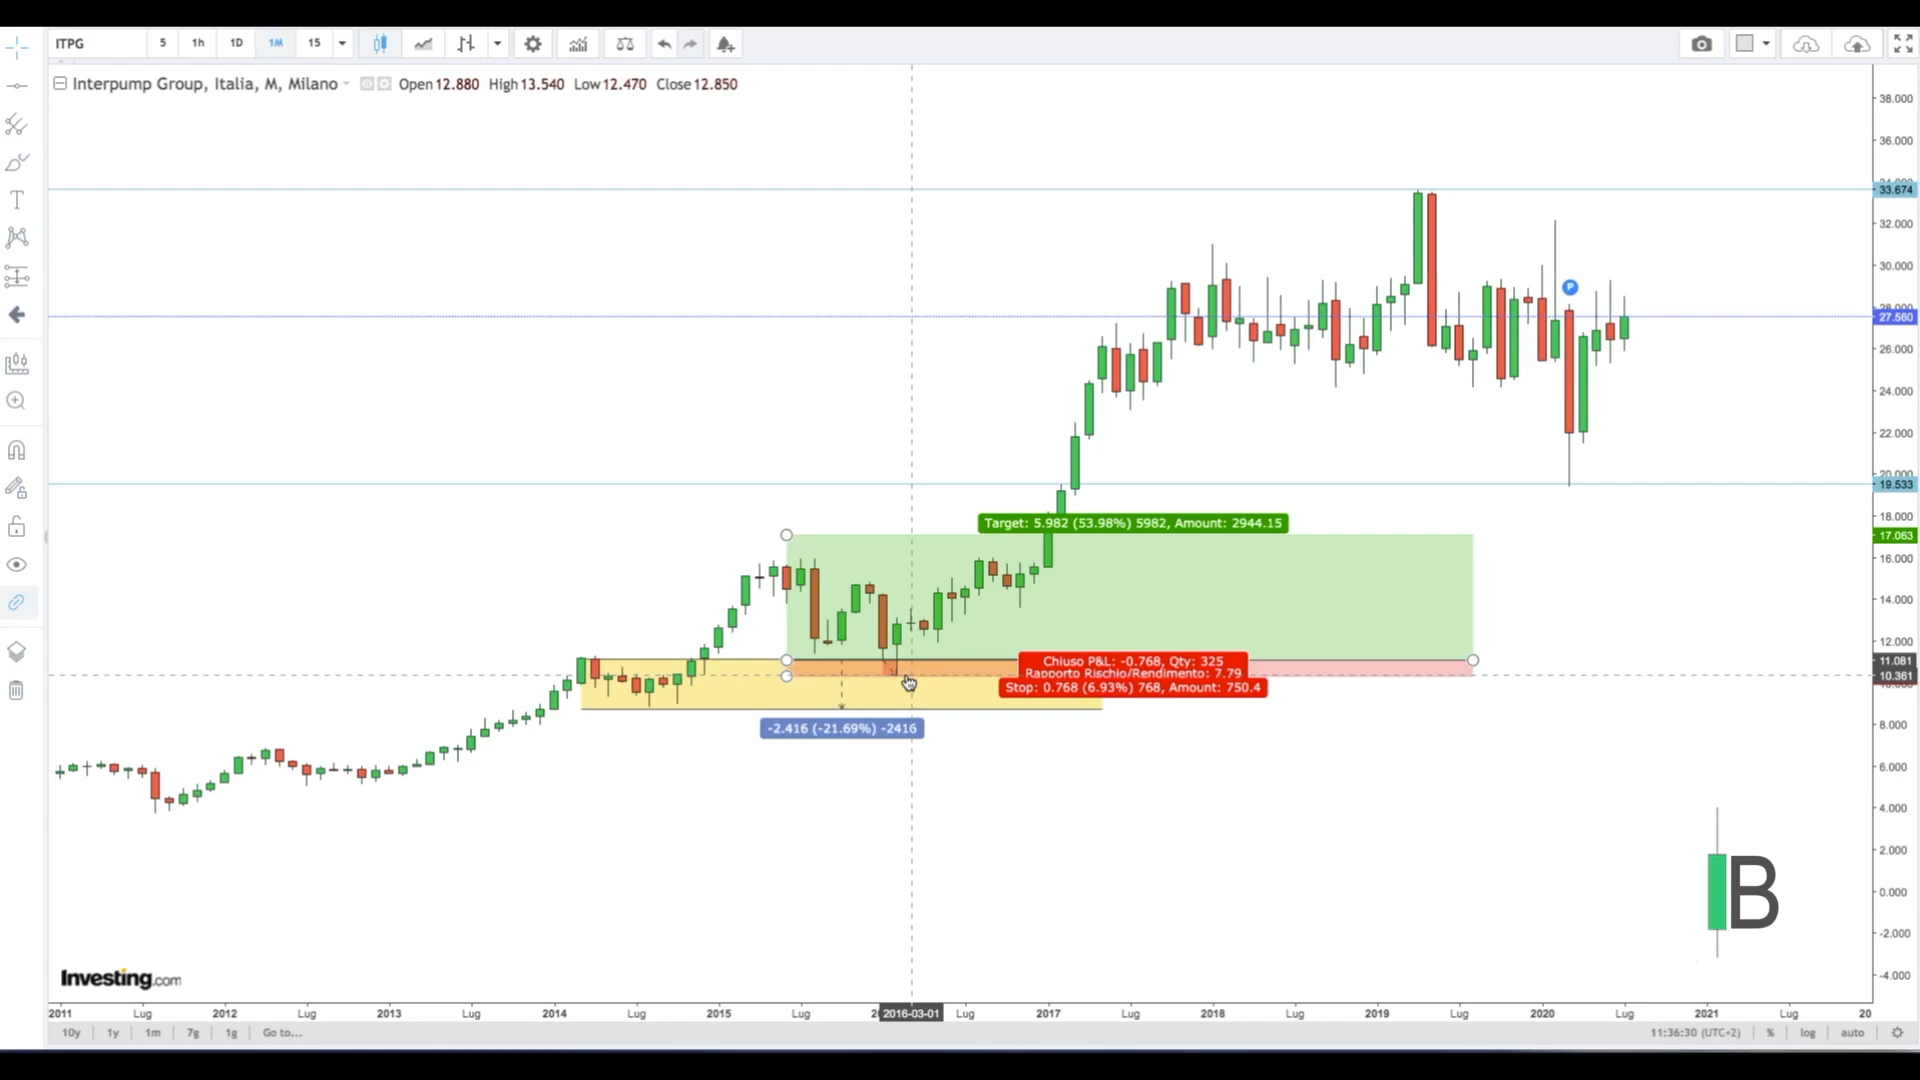 ITPG 5 1h 1D 1M 15
Interpump Group, Italia, M, Milano Open 12.880 High 13.540 Low 12.470 Close 12.850
38.000
36.000
33.674
32.000
30.000
P
28.000
27.560
26.000
24.000
22.000
20.000
19.533
18.000
Target: 5.982 (53.98%) 5982, Amount: 2944.15
17.063
16.000
14.000
12.000
Chiuso P&L: -0.768, Qty: 325
11.081
Rapporto Rischio/Rendimento: 7.79
10.361
Stop: 0.768 (6.93%) 768, Amount: 750.4
-2.416 (-21.69%) -2416
8.000
6.000
4.000
2.000
B
0.000
-2.000
-4.000
Investing.com
2011 Lug 2012 Lug 2013 Lug 2014 Lug 2015 Lug 2016-03-01 Lug 2017 Lug 2018 Lug 2019 Lug 2020 Lug 2021 Lug 20
10y 1y 1m 7g 1g Go to... 11:36:30 (UTC+2) % log auto